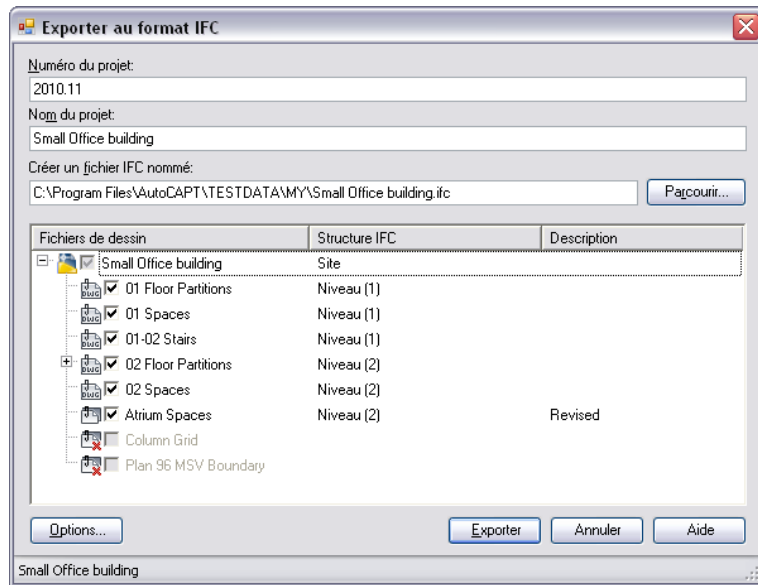 Exporter au format IFC
Numéro du projet:
2010.11
Nom du projet:
Small Office building
Créer un fichier IFC nommé:
C:\Program Files\AutoCAPT\TESTDATA\MY\Small Office building.ifc Parcourir...
Fichiers de dessin Structure IFC Description
Small Office building Site
01 Floor Partitions Niveau (1)
01 Spaces Niveau (1)
01-02 Stairs Niveau (1)
02 Floor Partitions Niveau (2)
02 Spaces Niveau (2)
Atrium Spaces Niveau (2) Revised
Column Grid
Plan 96 MSV Boundary
Options... Exporter Annuler Aide
Small Office building